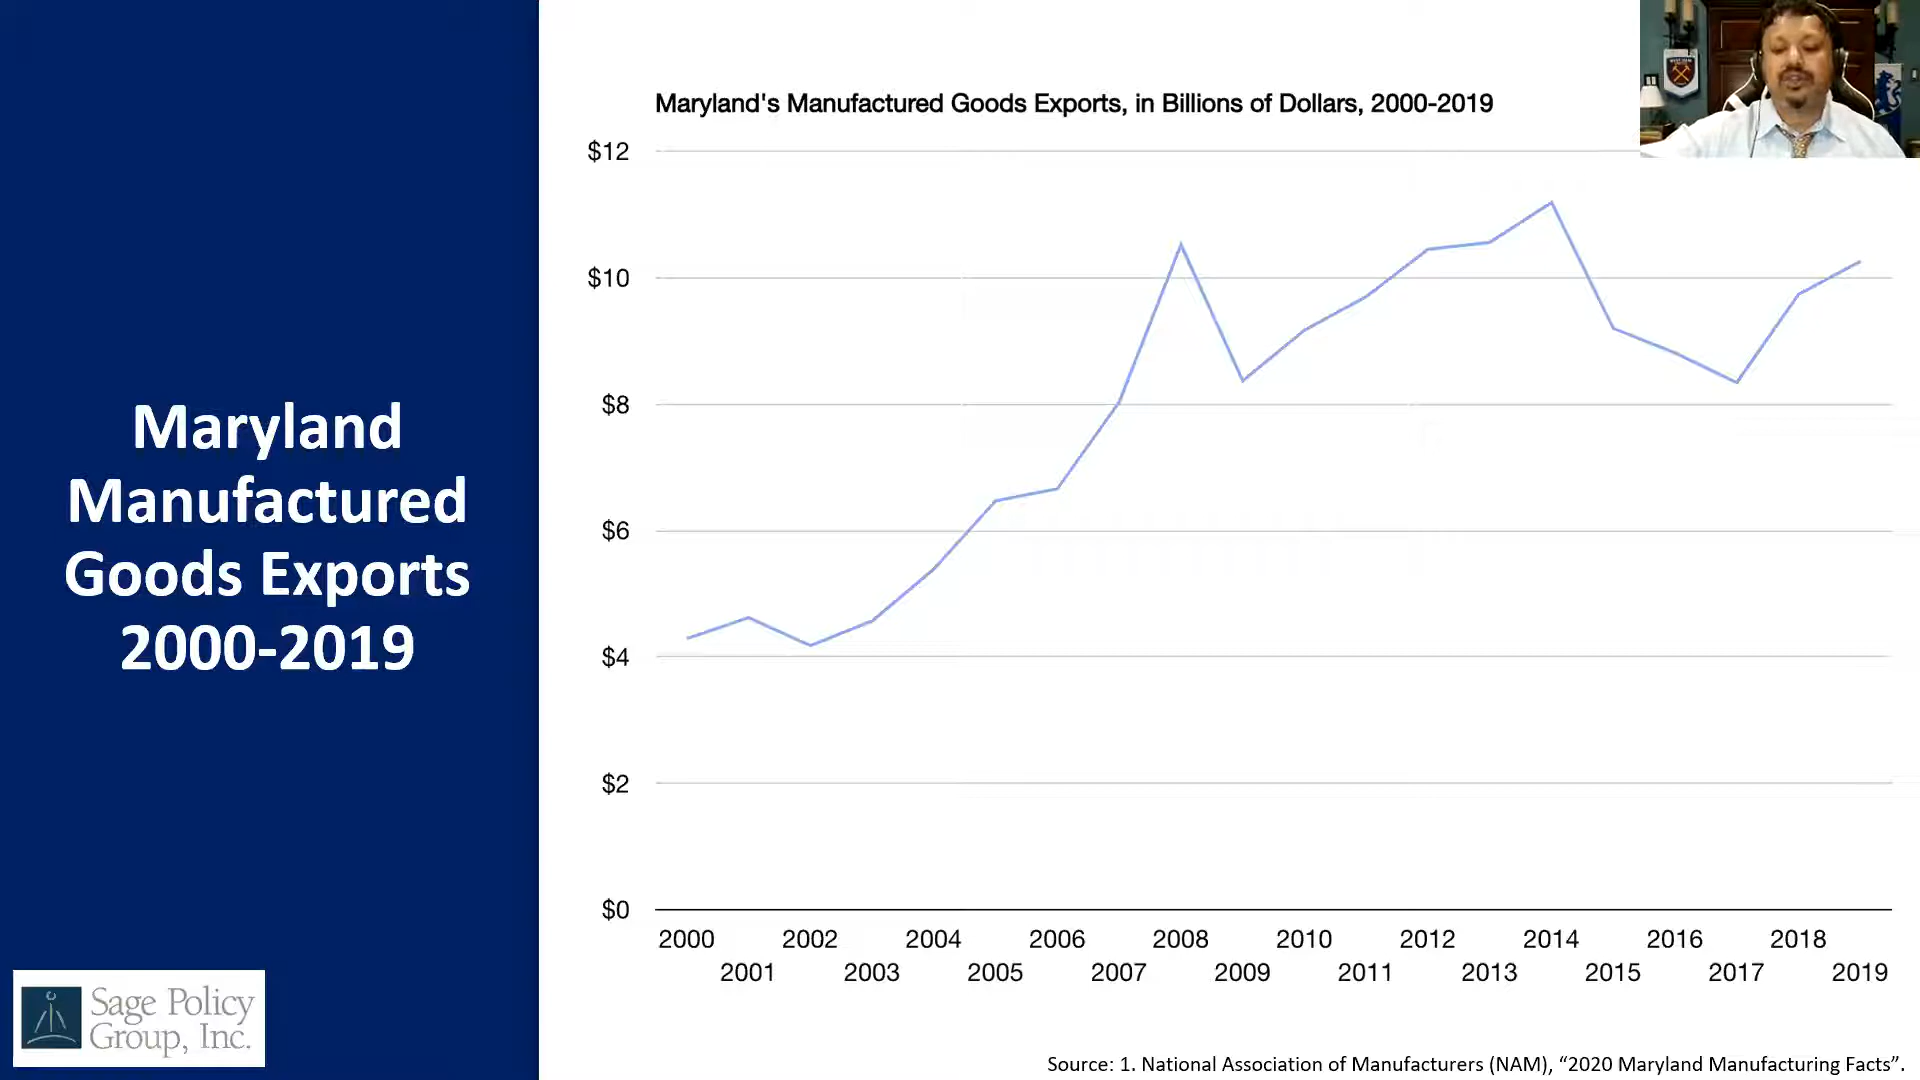 Maryland
Manufactured
Goods Exports
2000-2019
Sage Policy
Group, Inc.
Maryland's Manufactured Goods Exports, in Billions of Dollars, 2000-2019
$12
$10
$8
$6
$4
$2
$0
2000 2002 2004 2006 2008 2010 2012 2014 2016 2018
2001 2003 2005 2007 2009 2011 2013 2015 2017 2019
Source: 1. National Association of Manufacturers (NAM), “2020 Maryland Manufacturing Facts”.